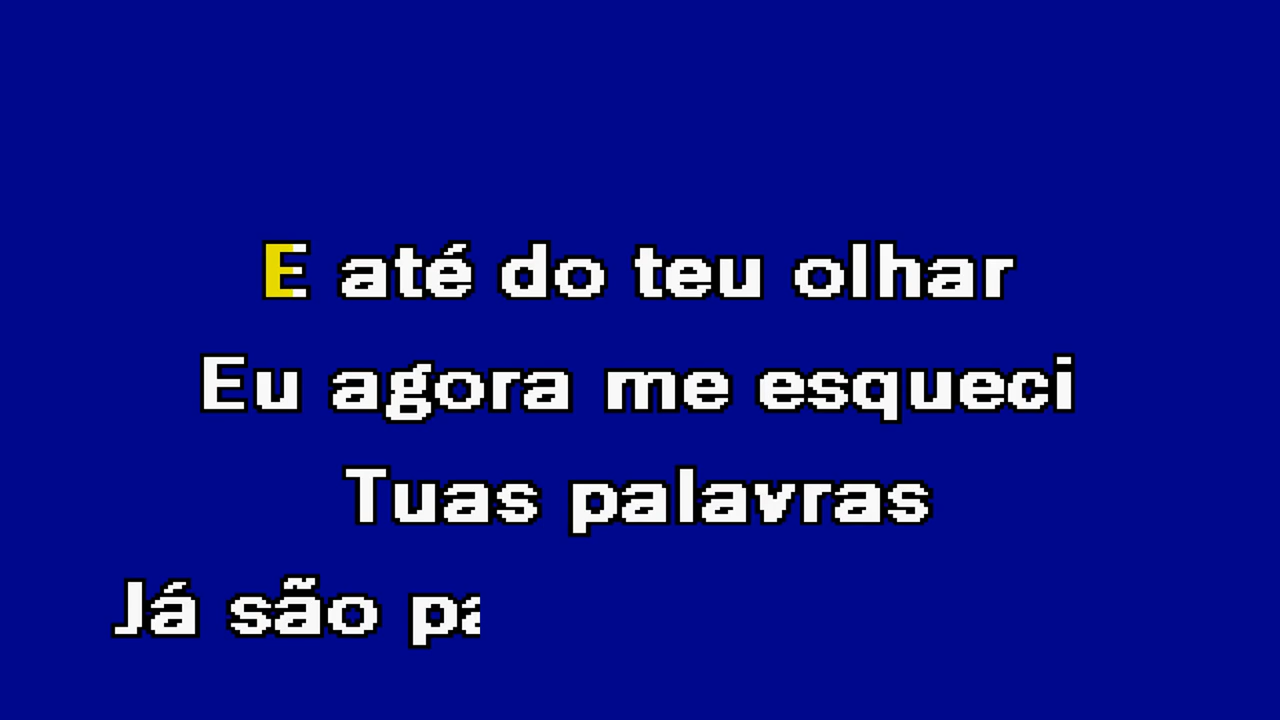 E até do teu olhar
Eu agora me esqueci
Tuas palavras
Já são